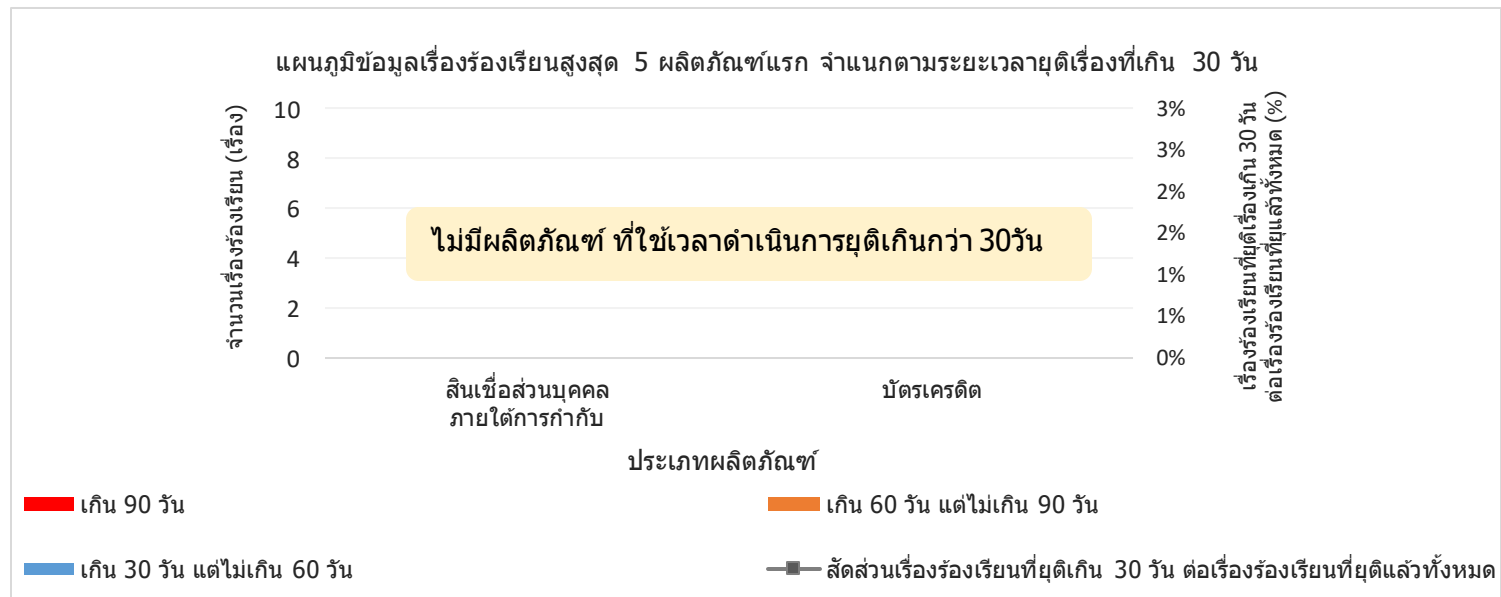 แผนภูมิข้อมูลเรื่องร้องเรียนสูงสุด 5 ผลิตภัณฑ์แรก จำแนกตามระยะเวลายุติเรื่องที่เกิน 30 วัน
จำนวนเรื่องร้องเรียน (เรื่อง)
10
8
6
4
2
0
ไม่มีผลิตภัณฑ์ ที่ใช้เวลาดำเนินการยุติเกินกว่า 30วัน
3%
3%
2%
2%
1%
1%
0%
เรื่องร้องเรียนที่ยุติเรื่องเกิน 30 วัน
ต่อเรื่องร้องเรียนที่ยุแล้วทั้งหมด (%)
สินเชื่อส่วนบุคคล
ภายใต้การกำกับ
บัตรเครดิต
ประเภทผลิตภัณฑ์
เกิน 90 วัน
เกิน 60 วัน แต่ไม่เกิน 90 วัน
เกิน 30 วัน แต่ไม่เกิน 60 วัน
สัดส่วนเรื่องร้องเรียนที่ยุติเกิน 30 วัน ต่อเรื่องร้องเรียนที่ยุติแล้วทั้งหมด